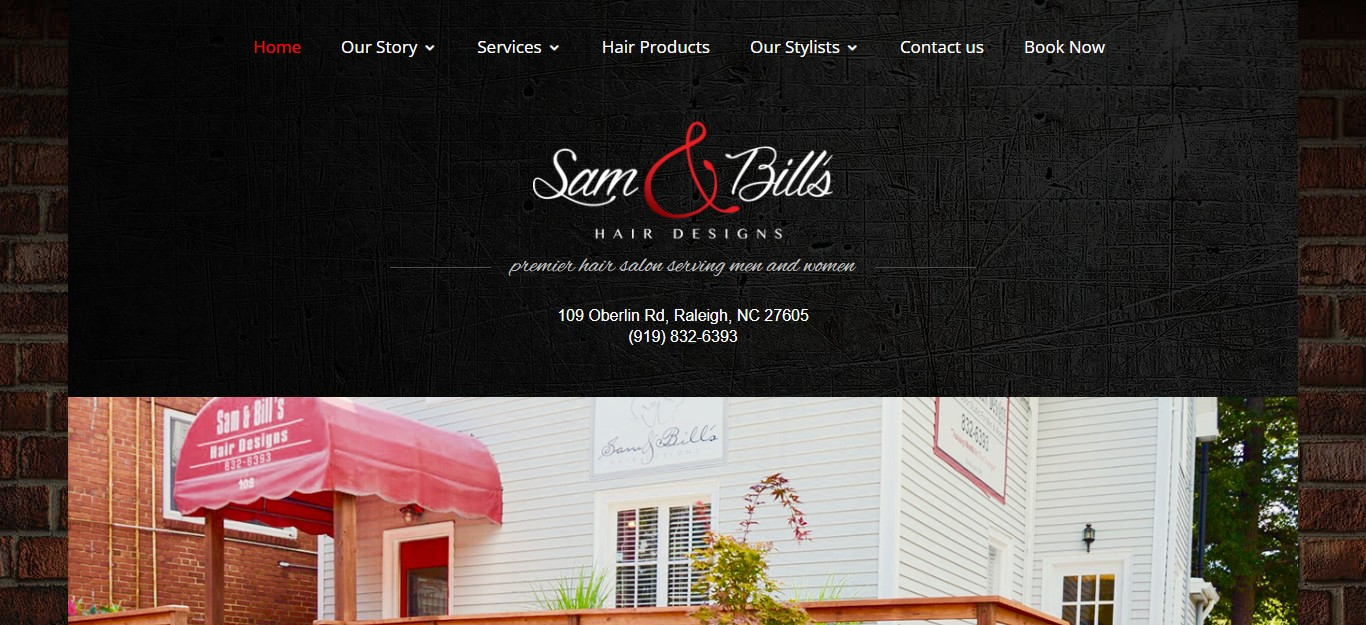 Home Our Story Services Hair Products Our Stylists Contact us Book Now
Sam & Bill's
HAIR DESIGNS
premier hair salon serving men and women
109 Oberlin Rd, Raleigh, NC 27605
(919) 832-6393
Sam & Bill's
Hair Designs
832-6393
109
Sam & Bill's
832-6393